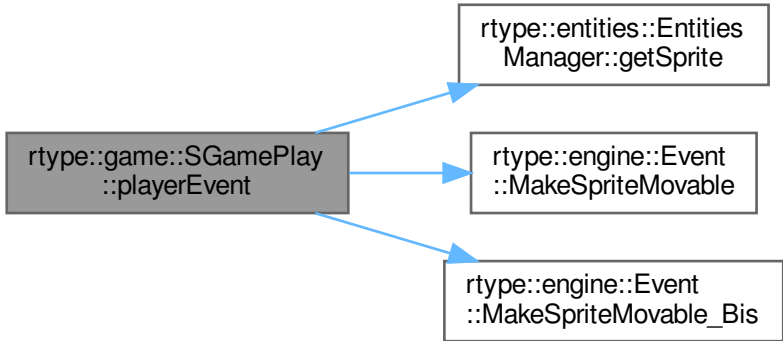 rtype::entities::Entities
Manager::getSprite
rtype::game::SGamePlay
::playerEvent
rtype::engine::Event
::MakeSpriteMovable
rtype::engine::Event
::MakeSpriteMovable_Bis